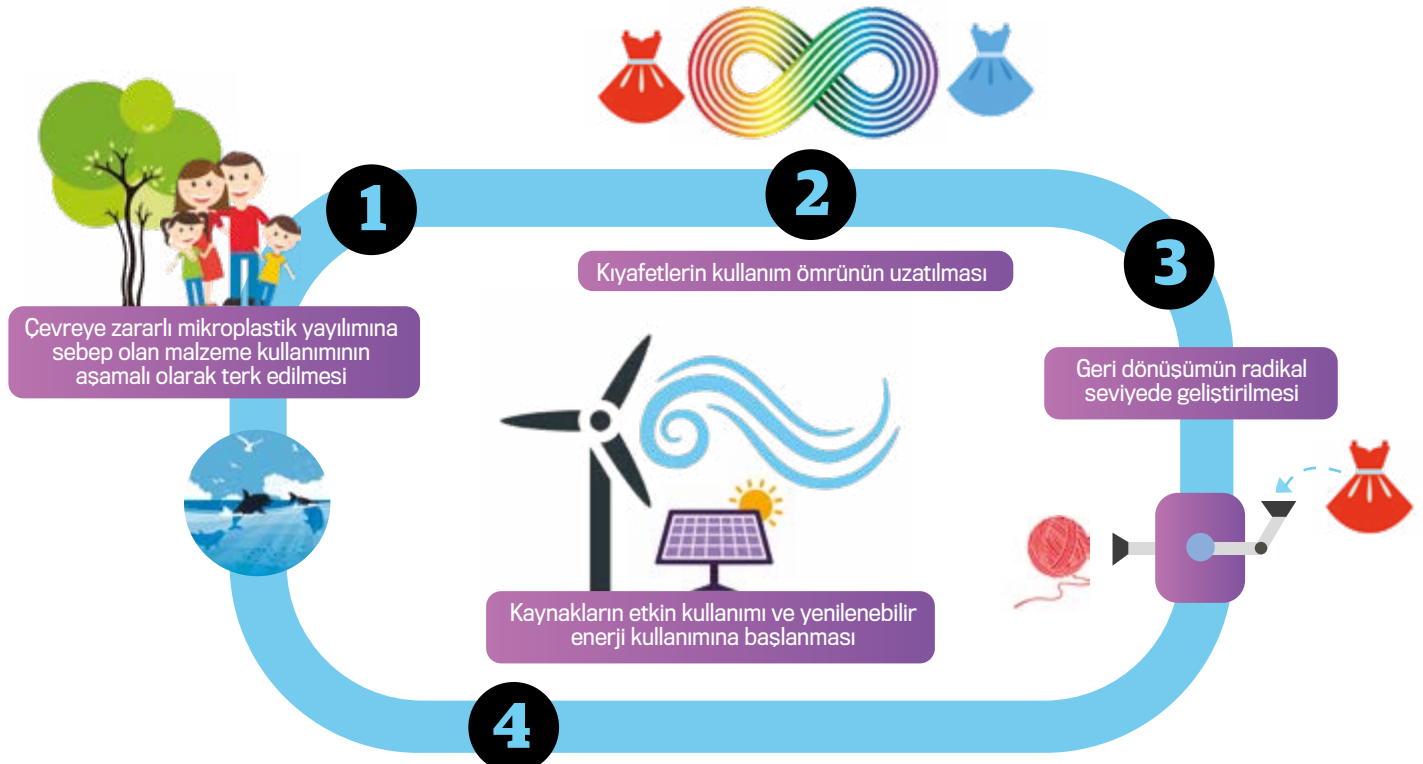 1
Çevreye zararlı mikroplastik yayılımına
sebep olan malzeme kullanımının
aşamalı olarak terk edilmesi
2
Kıyafetlerin kullanım ömrünün uzatılması
3
Geri dönüşümün radikal
seviyede geliştirilmesi
4
Kaynakların etkin kullanımı ve yenilenebilir
enerji kullanımına başlanması